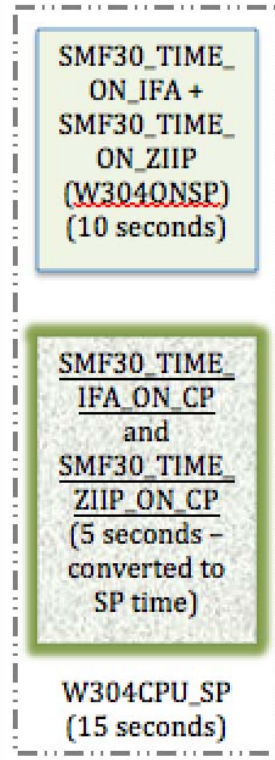 SMF30_TIME_
ON_IFA +
SMF30_TIME_
ON_ZIIP
(W304ONSP)
(10 seconds)
SMF30_TIME_
IFA_ON_CP
and
SMF30_TIME_
ZIIP_ON_CP
(5 seconds –
converted to
SP time)
W304CPU_SP
(15 seconds)